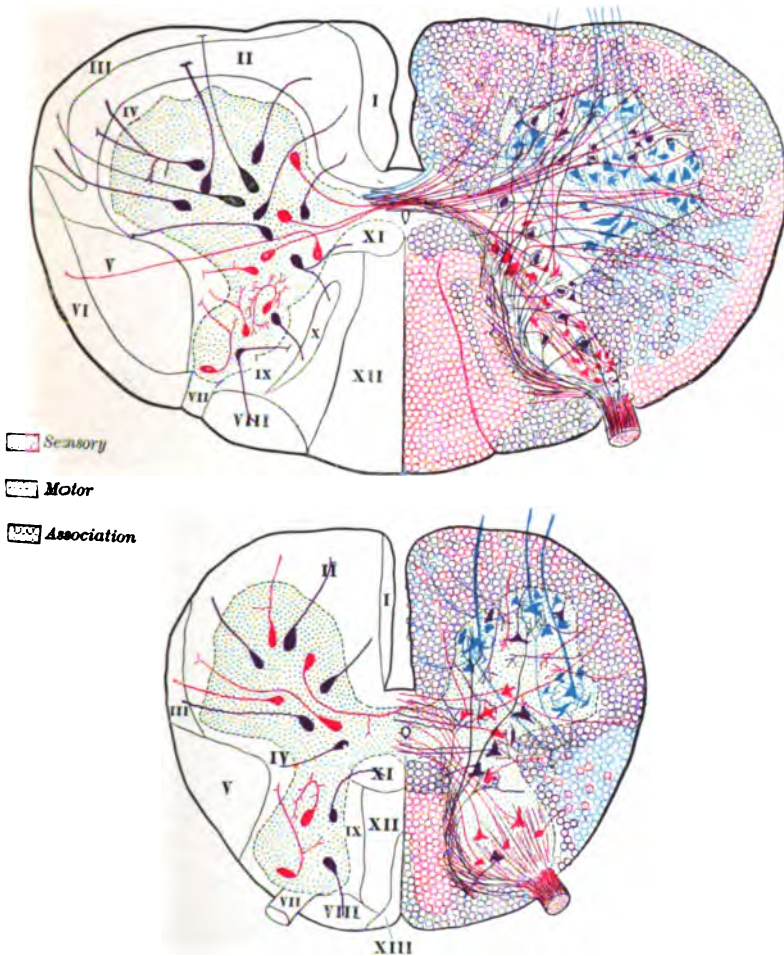 III
II
I
IV
V
XI
VI
X
XII
IX
VII
VIII
Sensory
Motor
Association
II
I
III
IV
V
XI
IX
XII
VII
VIII
XIII